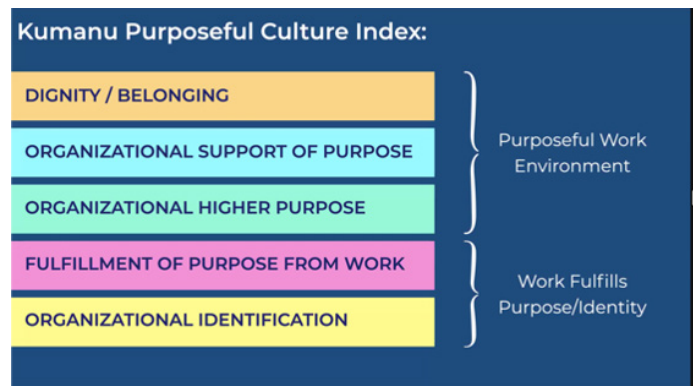 Kumanu Purposeful Culture Index:
DIGNITY / BELONGING
ORGANIZATIONAL SUPPORT OF PURPOSE
ORGANIZATIONAL HIGHER PURPOSE
Purposeful Work
Environment
FULFILLMENT OF PURPOSE FROM WORK
ORGANIZATIONAL IDENTIFICATION
Work Fulfills
Purpose/Identity